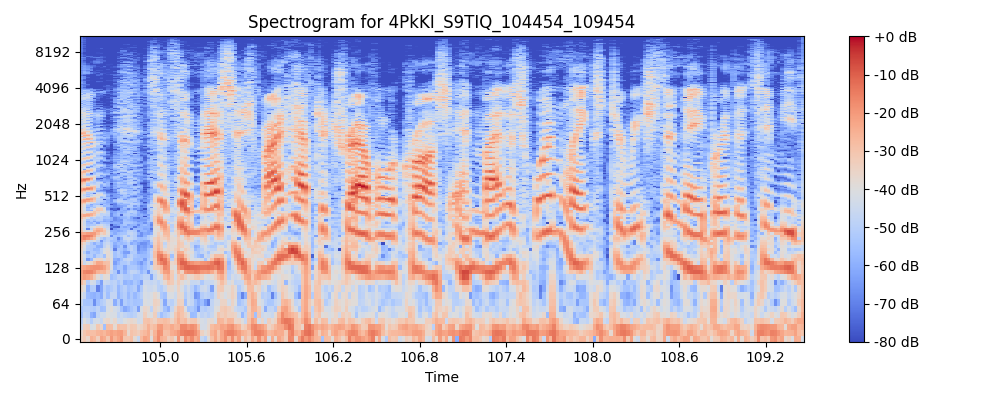 Spectrogram for 4PkKI_S9TIQ_104454_109454
8192
4096
2048
1024
512
256
128
64
0
Hz
105.0 105.6 106.2 106.8 107.4 108.0 108.6 109.2
Time
+0 dB
-10 dB
-20 dB
-30 dB
-40 dB
-50 dB
-60 dB
-70 dB
-80 dB